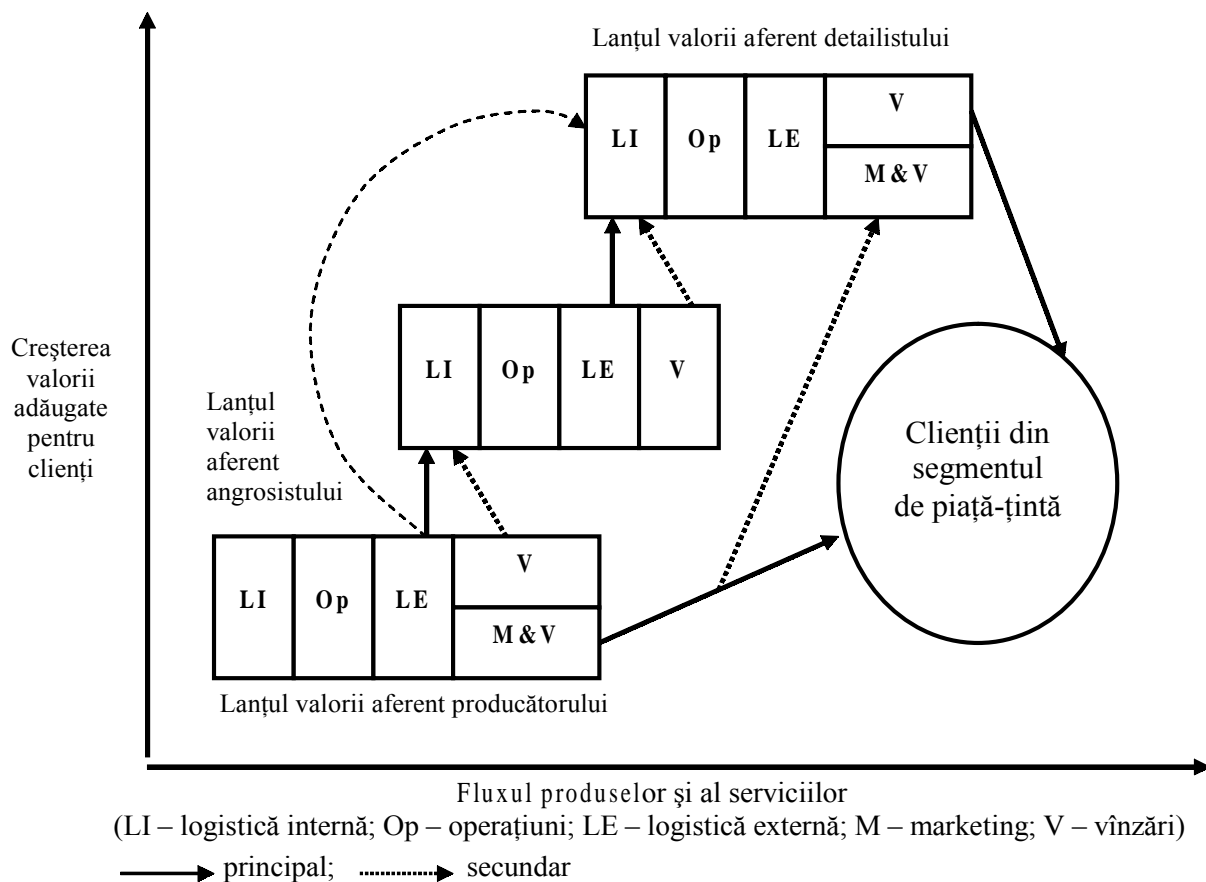 Lanțul valorii aferent detailistului
V
LI Op LE
M&V
Creşterea
valorii
adăugate
pentru
clienți
LI Op LE V
Lanțul
valorii
aferent
angrosistului
Clienții din
segmentul
de piață-țintă
V
LI Op LE
M&V
Lanțul valorii aferent producătorului
Fluxul produselor şi al serviciilor
(LI – logistică internă; Op – operațiuni; LE – logistică externă; M – marketing; V – vînzări)
principal; secundar